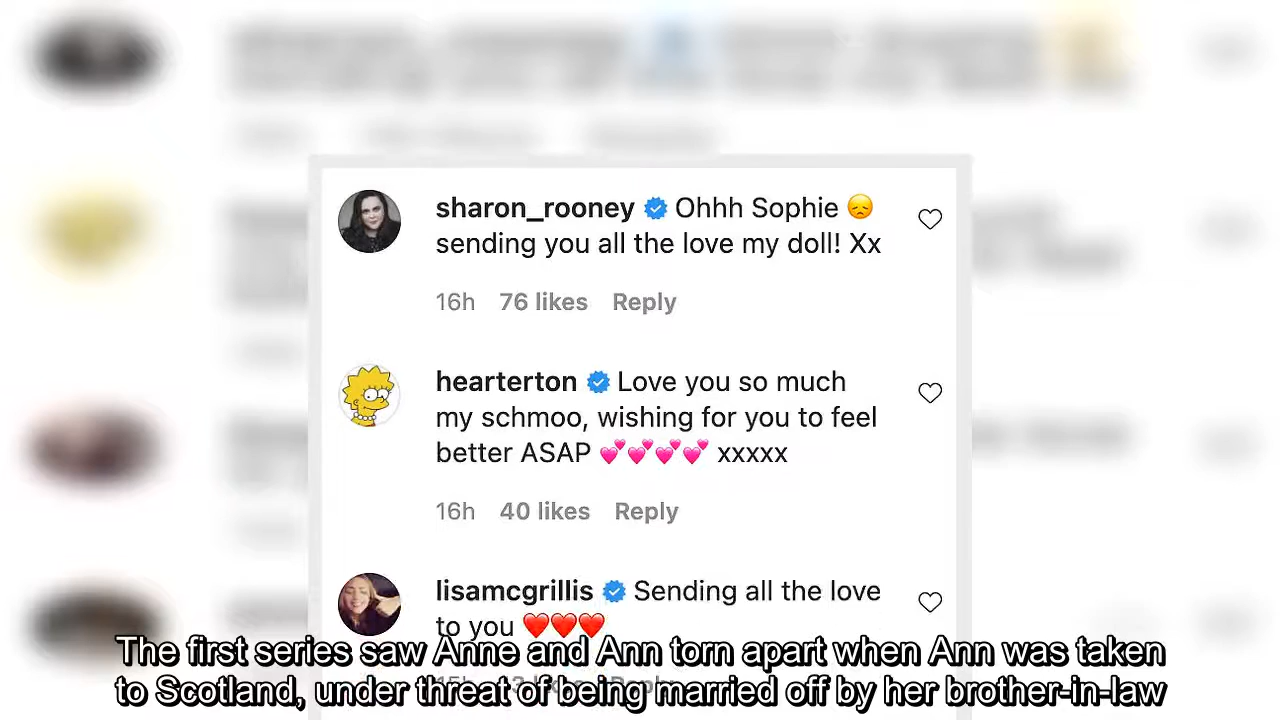 sharon_rooney Ohhh Sophie 😞
sending you all the love my doll! Xx
16h 76 likes Reply
hearterton Love you so much
my schmoo, wishing for you to feel
better ASAP 💕💕💕💕 xxxxx
16h 40 likes Reply
lisamcgrillis Sending all the love
to you ❤️❤️❤️
The first series saw Anne and Ann torn apart when Ann was taken
to Scotland, under threat of being married off by her brother-in-law